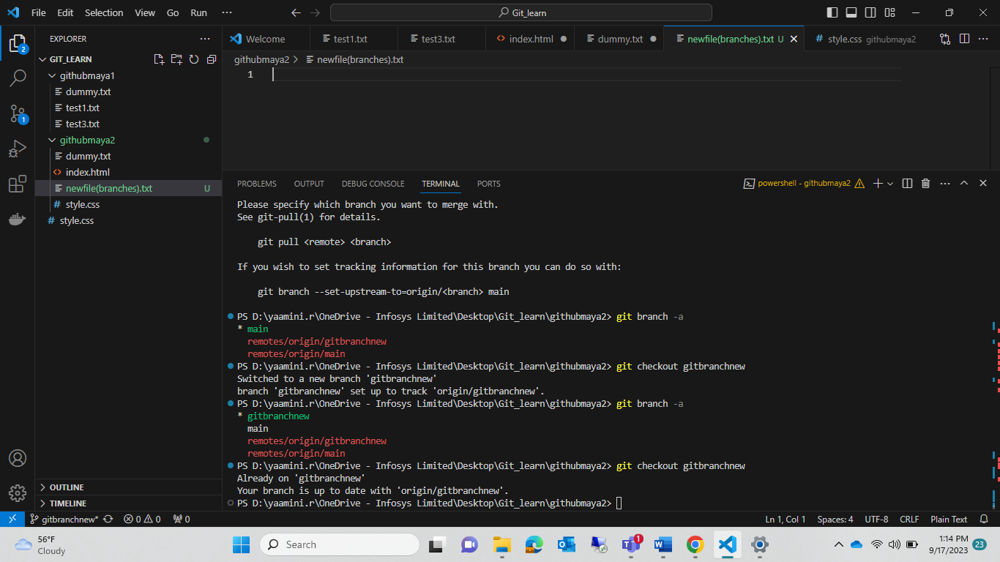 File Edit Selection View Go Run ···
Git_learn
EXPLORER
2
GIT_LEARN
githubmaya1
dummy.txt
test1.txt
test3.txt
1
githubmaya2
dummy.txt
index.html
newfile(branches).txt U
style.css
style.css
OUTLINE
TIMELINE
Welcome test1.txt test3.txt index.html dummy.txt newfile(branches).txt U style.css githubmaya2
githubmaya2 > newfile(branches).txt
1
PROBLEMS OUTPUT DEBUG CONSOLE TERMINAL PORTS
powershell - githubmaya2
Please specify which branch you want to merge with.
See git-pull(1) for details.
git pull <remote> <branch>
If you wish to set tracking information for this branch you can do so with:
git branch --set-upstream-to=origin/<branch> main
PS D:\yaamini.r\OneDrive - Infosys Limited\Desktop\Git_learn\githubmaya2> git branch -a
* main
remotes/origin/gitbranchnew
remotes/origin/main
PS D:\yaamini.r\OneDrive - Infosys Limited\Desktop\Git_learn\githubmaya2> git checkout gitbranchnew
Switched to a new branch 'gitbranchnew'
branch 'gitbranchnew' set up to track 'origin/gitbranchnew'.
PS D:\yaamini.r\OneDrive - Infosys Limited\Desktop\Git_learn\githubmaya2> git branch -a
* gitbranchnew
main
remotes/origin/gitbranchnew
remotes/origin/main
PS D:\yaamini.r\OneDrive - Infosys Limited\Desktop\Git_learn\githubmaya2> git checkout gitbranchnew
Already on 'gitbranchnew'
Your branch is up to date with 'origin/gitbranchnew'.
PS D:\yaamini.r\OneDrive - Infosys Limited\Desktop\Git_learn\githubmaya2>
gitbranchnew* 0 0 0 Ln 1, Col 1 Spaces: 4 UTF-8 CRLF Plain Text
56°F
Cloudy
Search
1
1:14 PM
9/17/2023
23